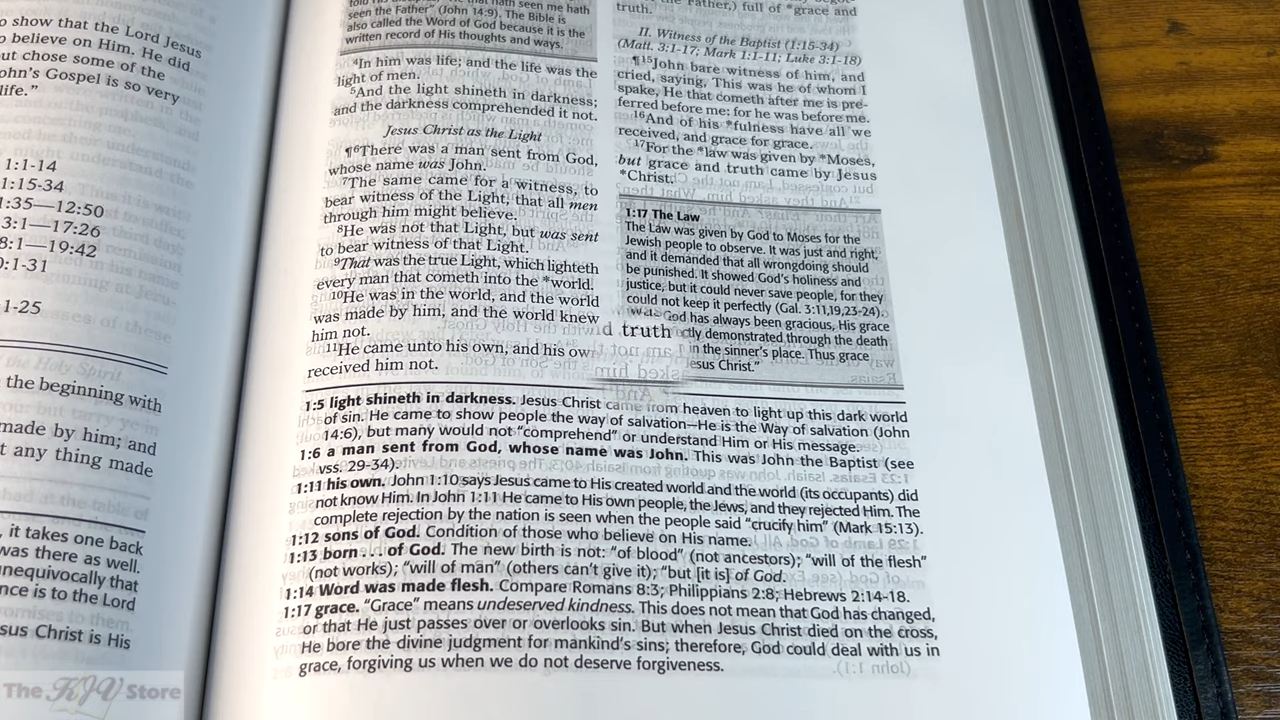 o show that the Lord Jesus
o believe on Him. He did
ut chose some of the
ohn's Gospel is so very
life."
1:1-14
1:15-34
1:35—12:50
3:1—17:26
8:1—19:42
0:1-31
1-25
the beginning with
made by him; and
t any thing made
, it takes one back
was there as well.
unequivocally that
nce is to the Lord
sus Christ is His
seen the Father" (John 14:9). The Bible is
also called the Word of God because it is the
written record of His thoughts and ways.
4In him was life; and the life was the
light of men.
5And the light shineth in darkness;
and the darkness comprehended it not.
Jesus Christ as the Light
¶6There was a man sent from God,
whose name was John.
7The same came for a witness, to
bear witness of the Light, that all men
through him might believe.
8He was not that Light, but was sent
to bear witness of that Light.
9That was the true Light, which lighteth
every man that cometh into the *world.
10He was in the world, and the world
was made by him, and the world knew
him not.
11He came unto his own, and his own
received him not.
the Father,) full of *grace and
truth.
II. Witness of the Baptist (1:15-34)
(Matt. 3:1-17; Mark 1:1-11; Luke 3:1-18)
¶15John bare witness of him, and
cried, saying, This was he of whom I
spake, He that cometh after me is pre-
ferred before me: for he was before me.
16And of his *fulness have all we
received, and grace for grace.
17For the *law was given by *Moses,
but grace and truth came by Jesus
*Christ.
1:17 The Law
The Law was given by God to Moses for the
Jewish people to observe. It was just and right,
and it demanded that all wrongdoing should
be punished. It showed God's holiness and
justice, but it could never save people, for they
could not keep it perfectly (Gal. 3:11,19,23-24).
God has always been gracious, His grace
d truth ctly demonstrated through the death
in the sinner's place. Thus grace
esus Christ."
1:5 light shineth in darkness. Jesus Christ came from heaven to light up this dark world
of sin. He came to show people the way of salvation—He is the Way of salvation (John
14:6), but many would not "comprehend" or understand Him or His message.
1:6 a man sent from God, whose name was John. This was John the Baptist (see
vss. 29-34).
1:11 his own. John 1:10 says Jesus came to His created world and the world (its occupants) did
not know Him. In John 1:11 He came to His own people, the Jews, and they rejected Him. The
complete rejection by the nation is seen when the people said "crucify him" (Mark 15:13).
1:12 sons of God. Condition of those who believe on His name.
1:13 born . . . of God. The new birth is not: "of blood" (not ancestors); "will of the flesh"
(not works); "will of man" (others can't give it); "but [it is] of God.
1:14 Word was made flesh. Compare Romans 8:3; Philippians 2:8; Hebrews 2:14-18.
1:17 grace. "Grace" means undeserved kindness. This does not mean that God has changed,
or that He just passes over or overlooks sin. But when Jesus Christ died on the cross,
He bore the divine judgment for mankind's sins; therefore, God could deal with us in
grace, forgiving us when we do not deserve forgiveness.
The KJV Store